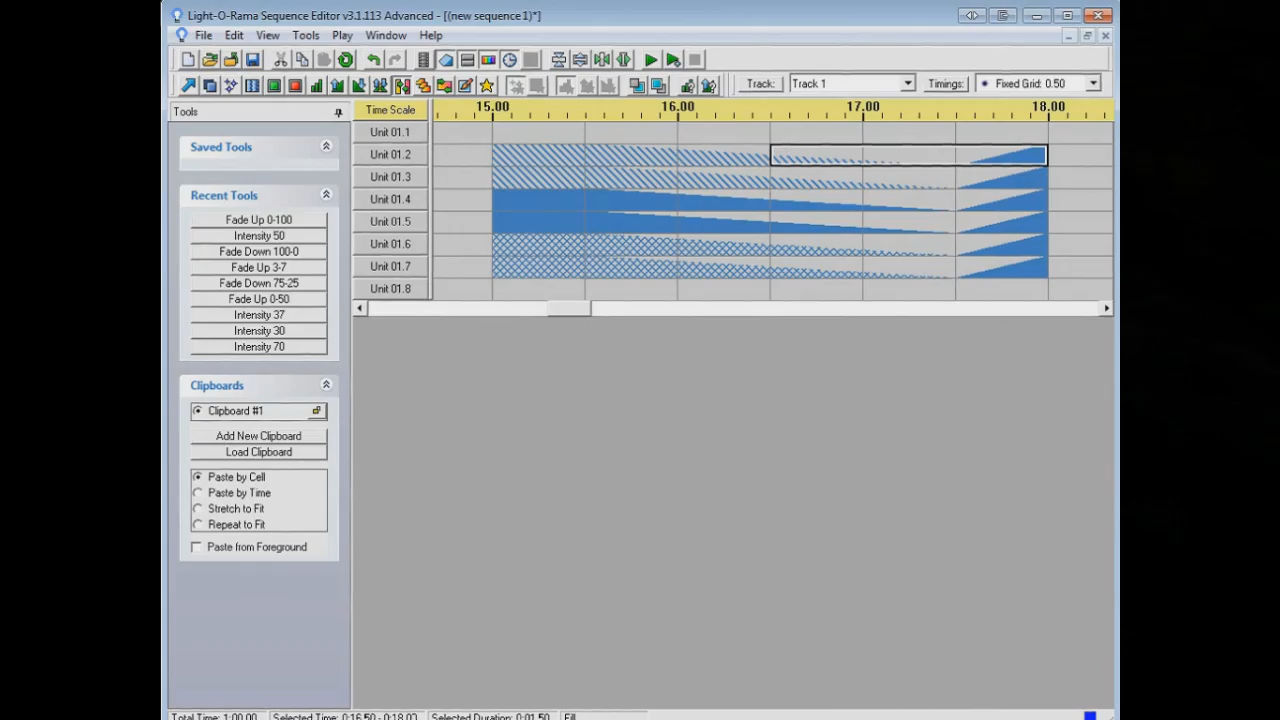 Light-O-Rama Sequence Editor v3.1.113 Advanced - [(new sequence1)*]
File Edit View Tools Play Window Help
Track: Track 1 Timings: Fixed Grid: 0.50
Tools
Time Scale 15.00 16.00 17.00 18.00
Unit 01.1
Unit 01.2
Unit 01.3
Unit 01.4
Unit 01.5
Unit 01.6
Unit 01.7
Unit 01.8
Saved Tools
Recent Tools
Fade Up 0-100
Intensity 50
Fade Down 100-0
Fade Up 3-7
Fade Down 75-25
Fade Up 0-50
Intensity 37
Intensity 30
Intensity 70
Clipboards
Clipboard #1
Add New Clipboard
Load Clipboard
Paste by Cell
Paste by Time
Stretch to Fit
Repeat to Fit
Paste from Foreground
Total Time: 1:00.00 Selected Time: 0:16.50 - 0:18.00 Selected Duration: 0:01.50 Fill